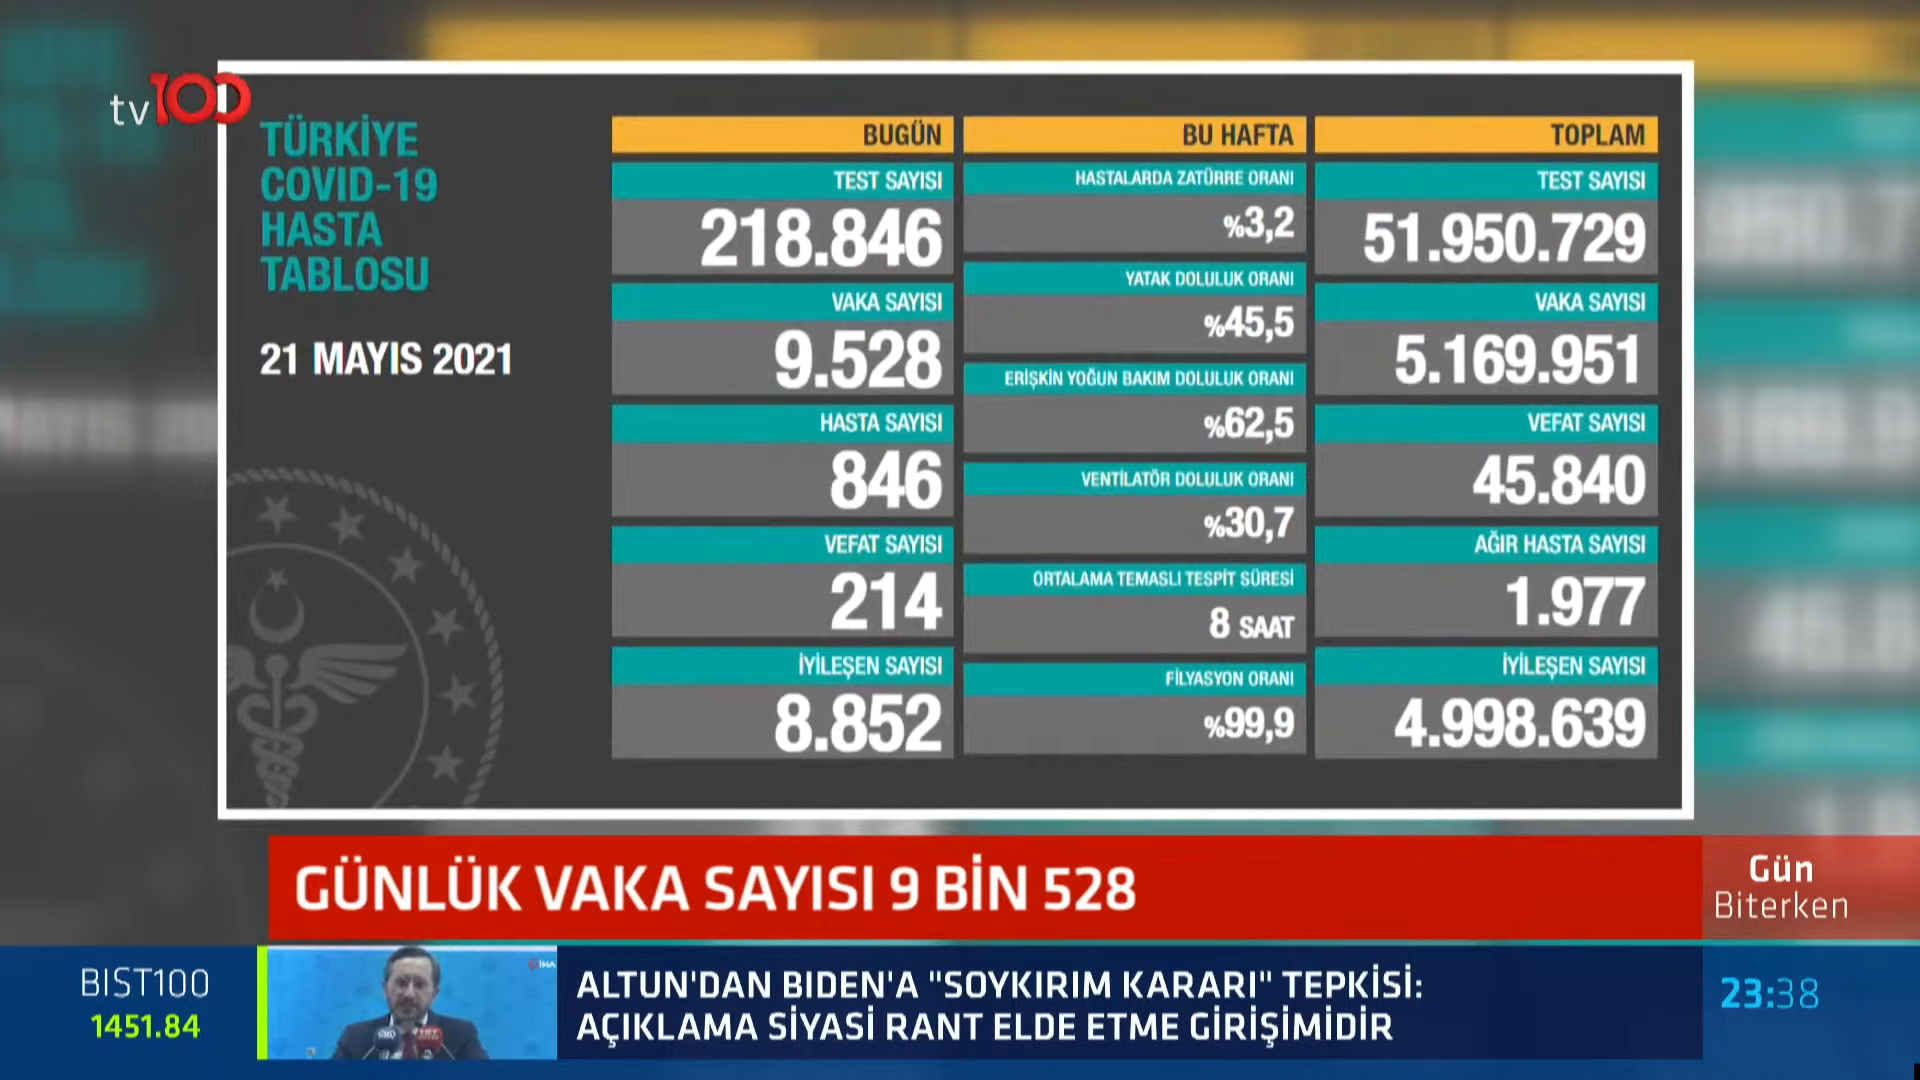 tv100
TÜRKİYE
COVID-19
HASTA
TABLOSU
21 MAYIS 2021
BUGÜN
TEST SAYISI
218.846
VAKA SAYISI
9.528
HASTA SAYISI
846
VEFAT SAYISI
214
İYİLEŞEN SAYISI
8.852
BU HAFTA
HASTALARDA ZATÜRRE ORANI
%3,2
YATAK DOLULUK ORANI
%45,5
ERİŞKİN YOĞUN BAKIM DOLULUK ORANI
%62,5
VENTİLATÖR DOLULUK ORANI
%30,7
ORTALAMA TEMASLI TESPİT SÜRESİ
8 SAAT
FİLYASYON ORANI
%99,9
TOPLAM
TEST SAYISI
51.950.729
VAKA SAYISI
5.169.951
VEFAT SAYISI
45.840
AĞIR HASTA SAYISI
1.977
İYİLEŞEN SAYISI
4.998.639
GÜNLÜK VAKA SAYISI 9 BİN 528
Gün
Biterken
BIST100
1451.84
İHA
ALTUN'DAN BIDEN'A "SOYKIRIM KARARI" TEPKİSİ:
AÇIKLAMA SİYASİ RANT ELDE ETME GİRİŞİMİDİR
23:38